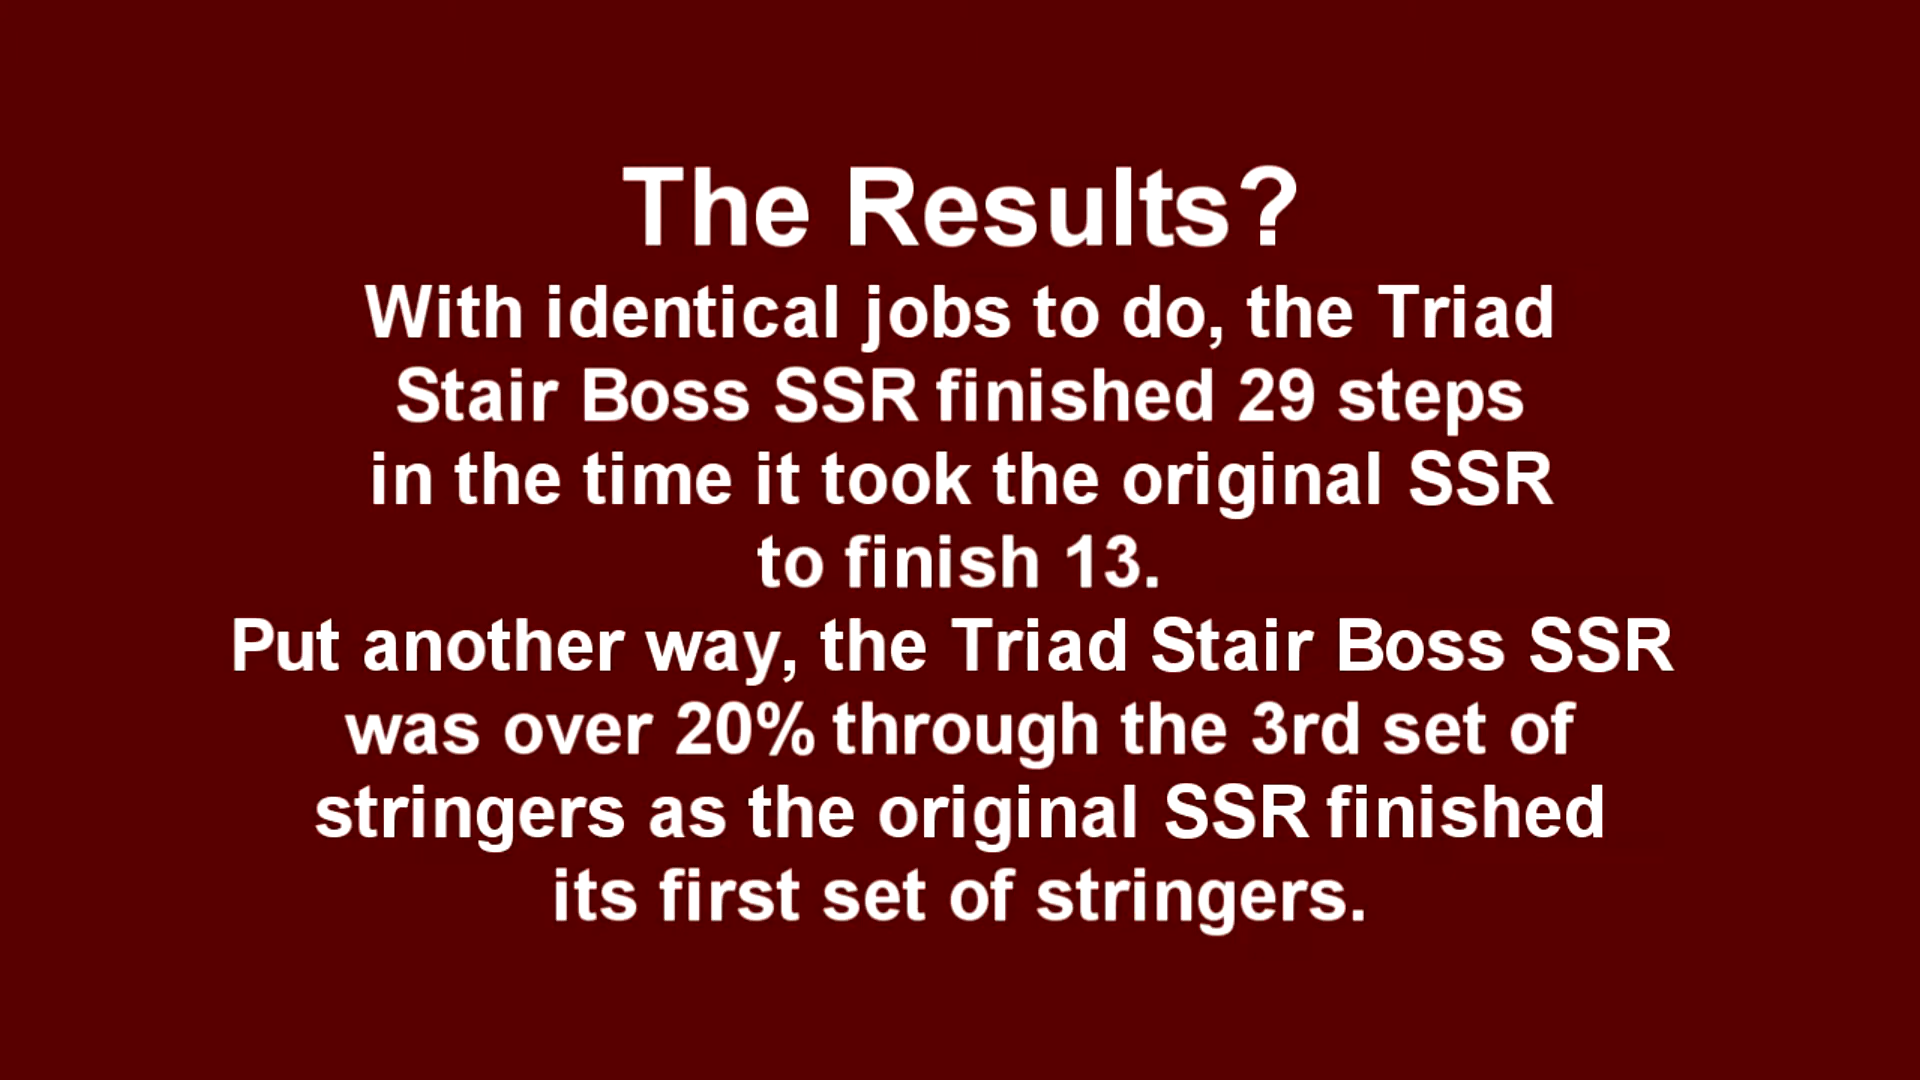 The Results?
With identical jobs to do, the Triad
Stair Boss SSR finished 29 steps
in the time it took the original SSR
to finish 13.
Put another way, the Triad Stair Boss SSR
was over 20% through the 3rd set of
stringers as the original SSR finished
its first set of stringers.